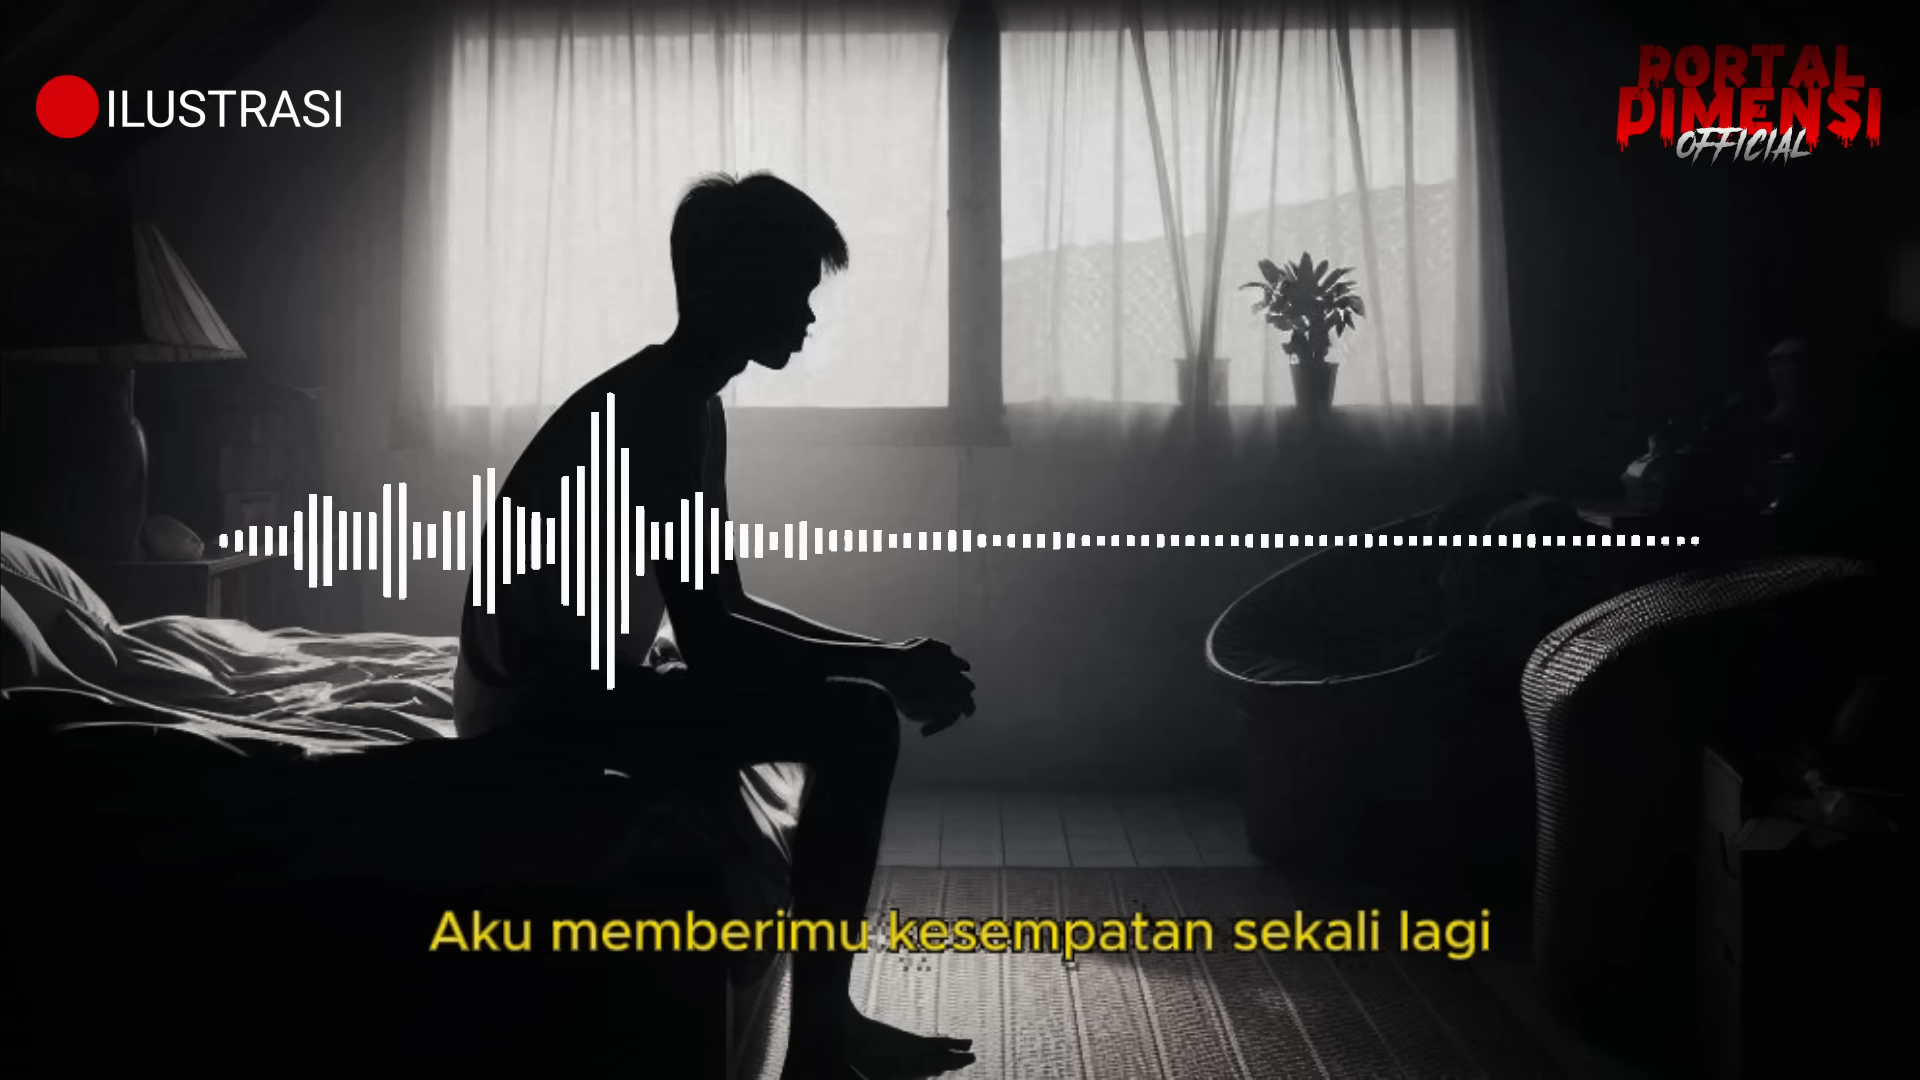 ILUSTRASI
PORTAL
DIMENSI
OFFICIAL
Aku memberimu kesempatan sekali lagi